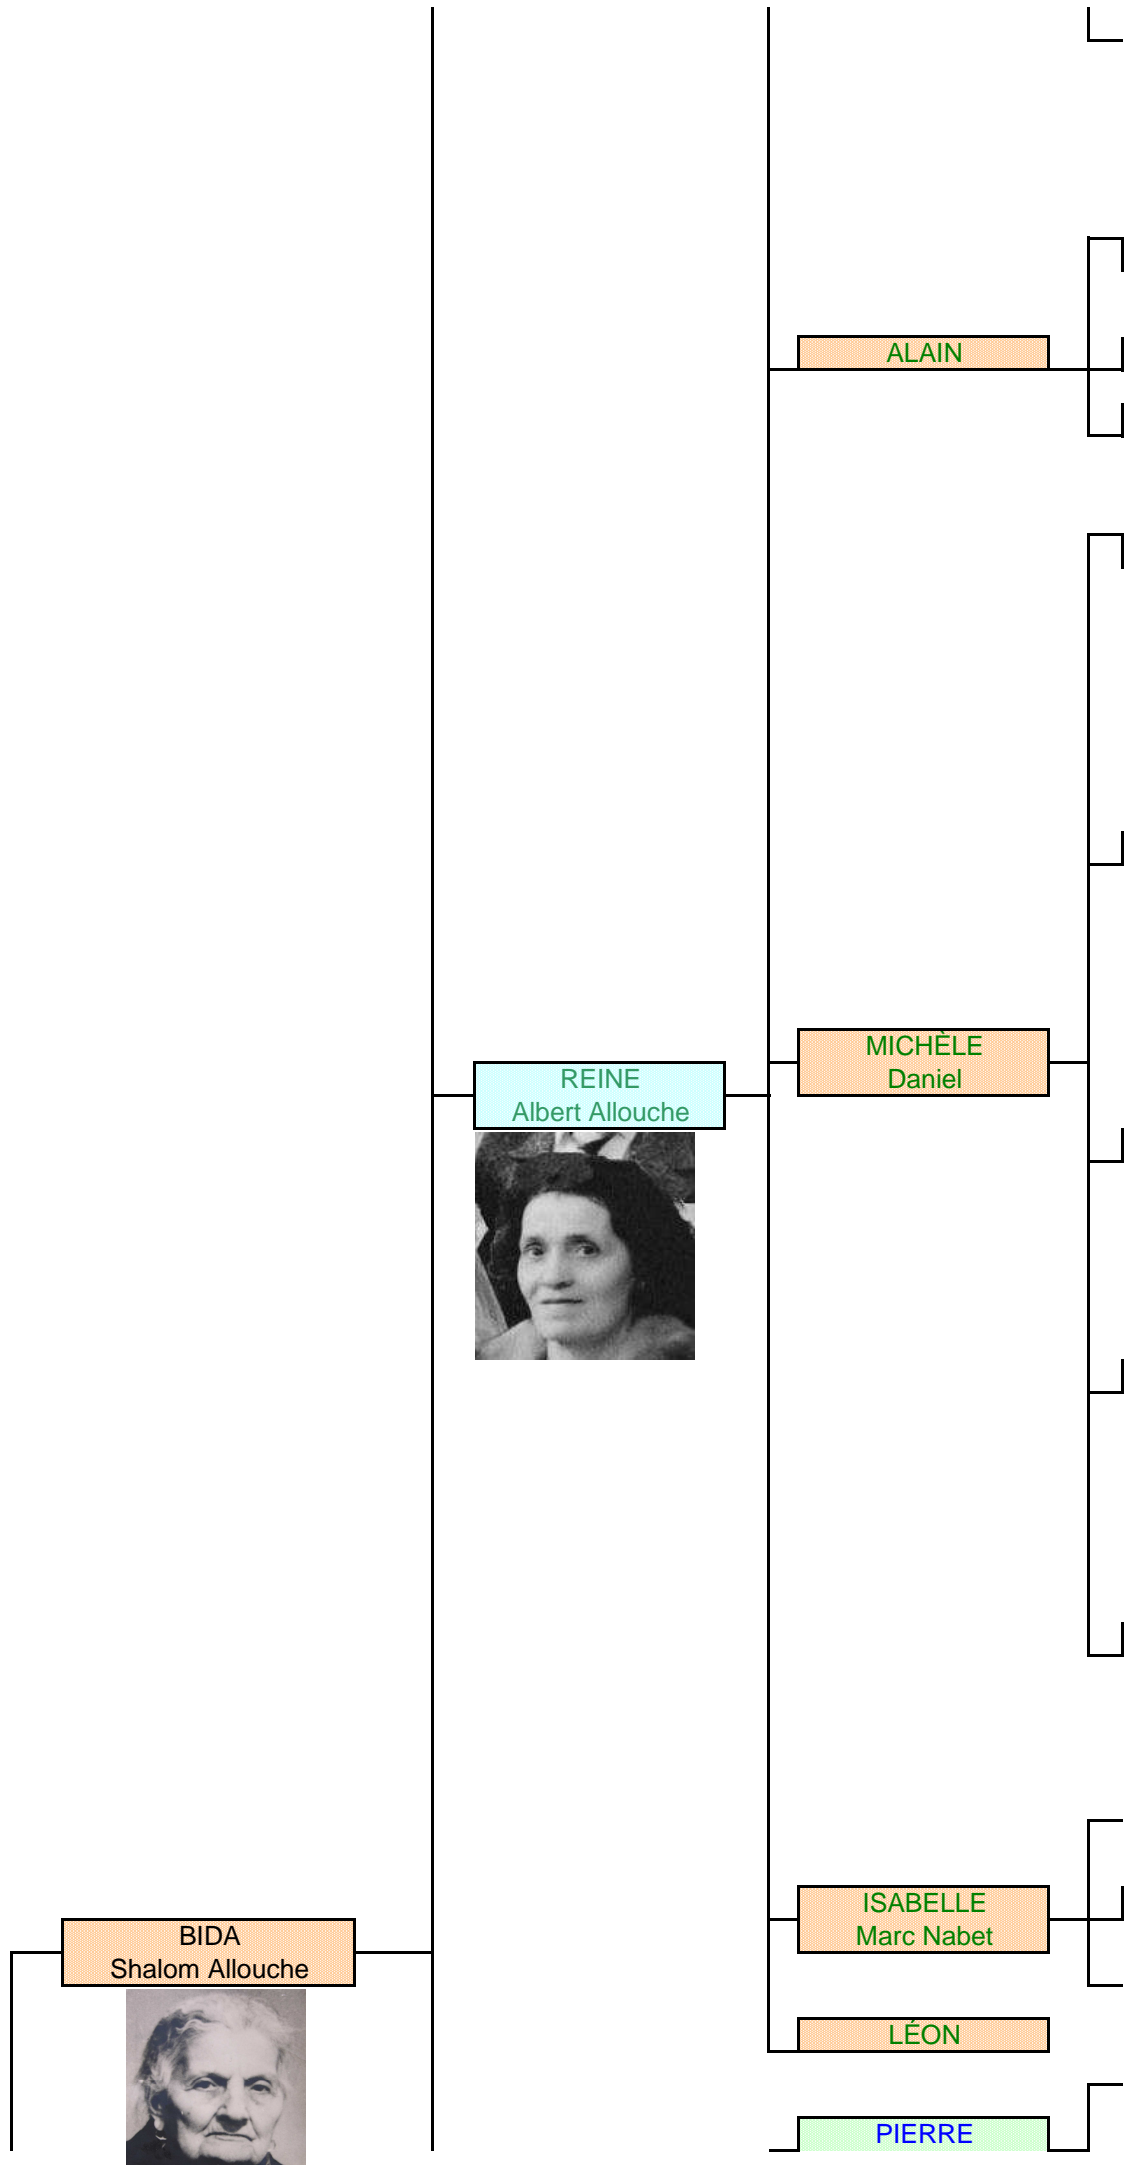 ALAIN
MICHÈLE
Daniel
REINE
Albert Allouche
ISABELLE
Marc Nabet
BIDA
Shalom Allouche
LÉON
PIERRE